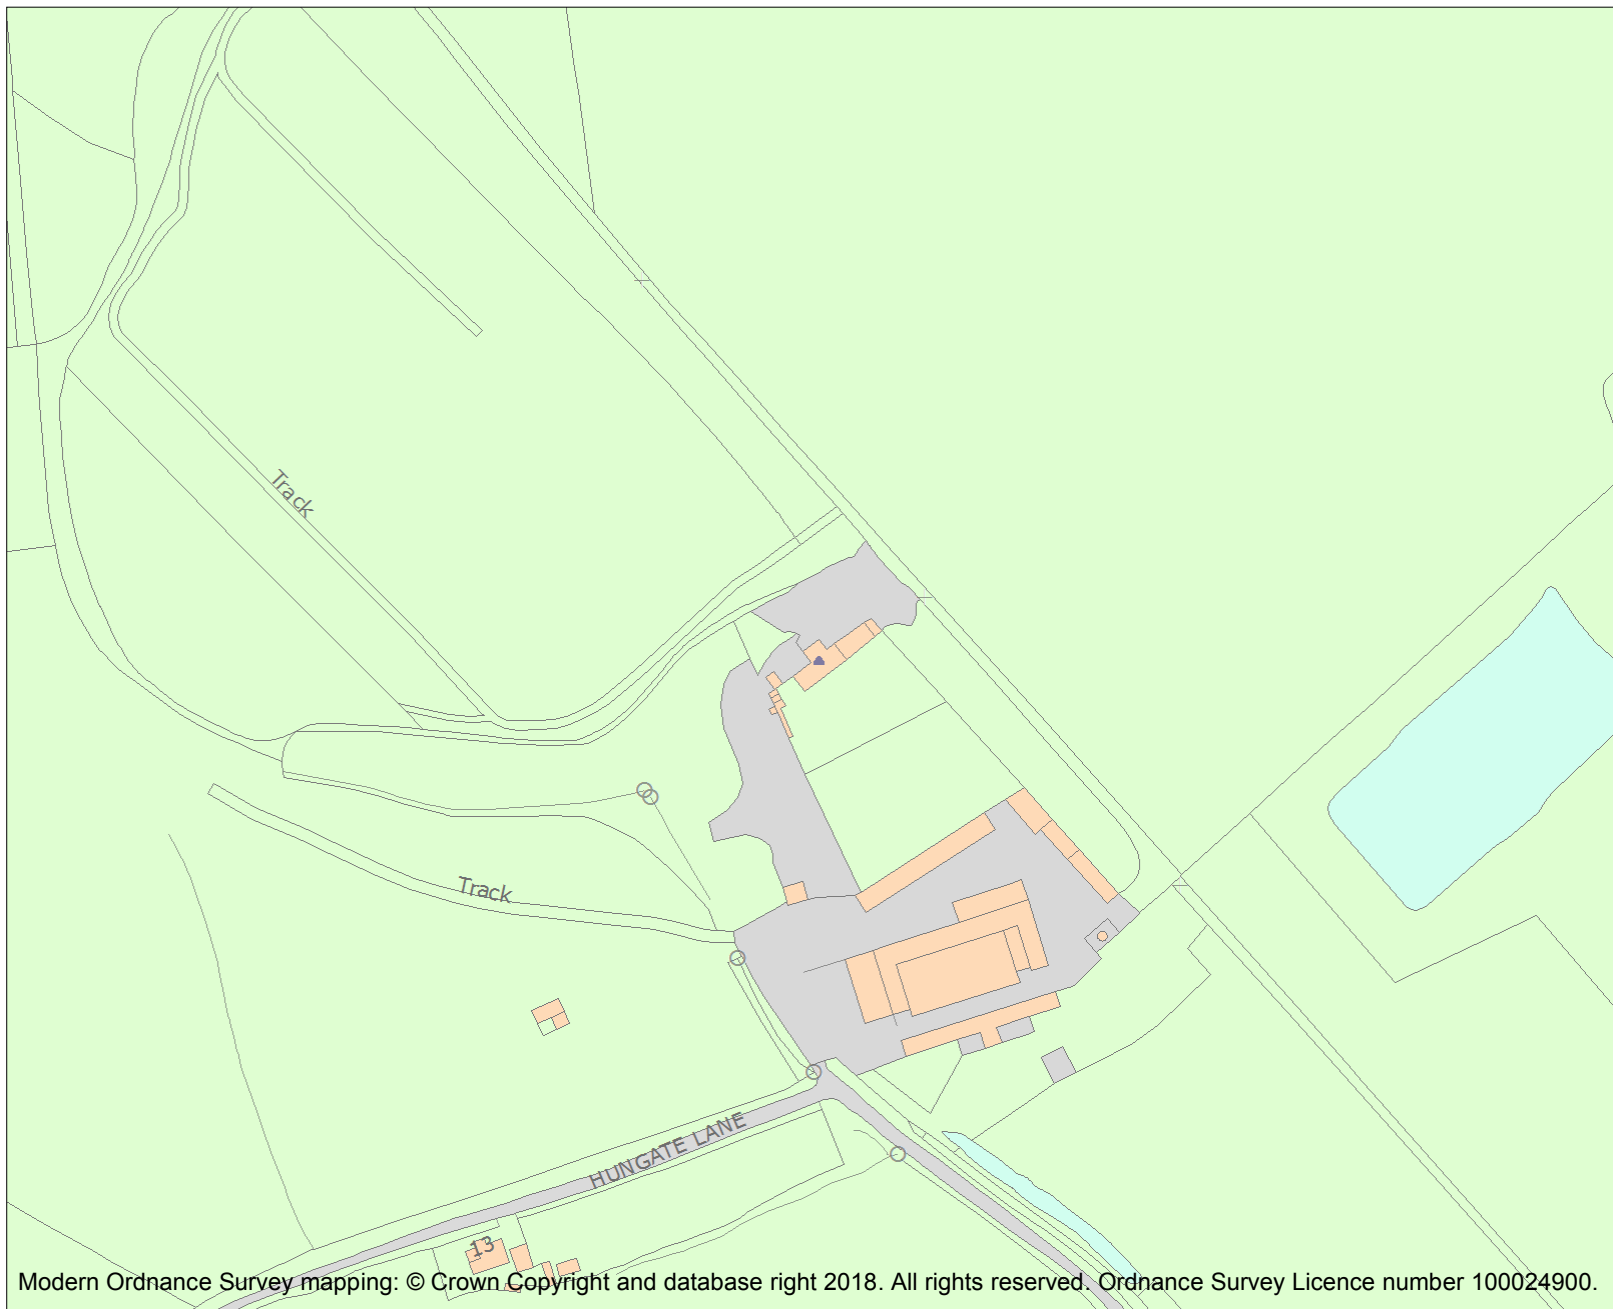 Track
Track
HUNGATE LANE
13
Modern Ordnance Survey mapping: © Crown Copyright and database right 2018. All rights reserved. Ordnance Survey Licence number 100024900.